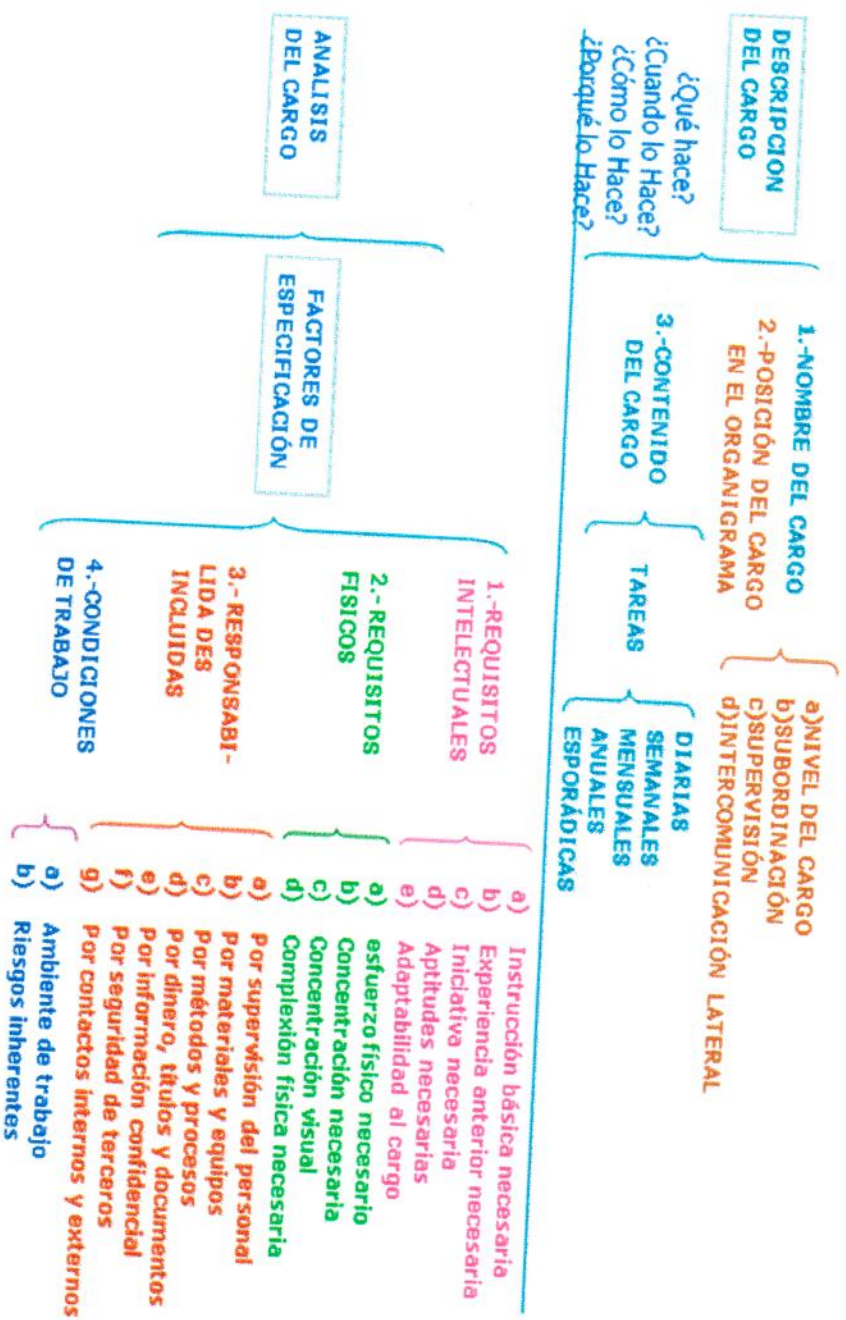 DESCRIPCION
DEL CARGO
¿Qué hace?
¿Cuando lo Hace?
¿Cómo lo Hace?
¿Porqué lo Hace?
1.-NOMBRE DEL CARGO
2.-POSICIÓN DEL CARGO
EN EL ORGANIGRAMA
a)NIVEL DEL CARGO
b)SUBORDINACIÓN
c)SUPERVISIÓN
d)INTERCOMUNICACIÓN LATERAL
3.-CONTENIDO
DEL CARGO
TAREAS
DIARIAS
SEMANALES
MENSUALES
ANUALES
ESPORÁDICAS
ANALISIS
DEL CARGO
FACTORES DE
ESPECIFICACIÓN
1.-REQUISITOS
INTELECTUALES
a) Instrucción básica necesaria
b) Experiencia anterior necesaria
c) Iniciativa necesaria
d) Aptitudes necesarias
e) Adaptabilidad al cargo
2.-REQUISITOS
FISICOS
a) esfuerzo físico necesario
b) Concentración necesaria
c) Concentración visual
d) Complexión física necesaria
3.- RESPONSABI-
LIDA DES
INCLUIDAS
a) Por supervisión del personal
b) Por materiales y equipos
c) Por métodos y procesos
d) Por dinero, títulos y documentos
e) Por información confidencial
f) Por seguridad de terceros
g) Por contactos internos y externos
4.-CONDICIONES
DE TRABAJO
a) Ambiente de trabajo
b) Riesgos inherentes